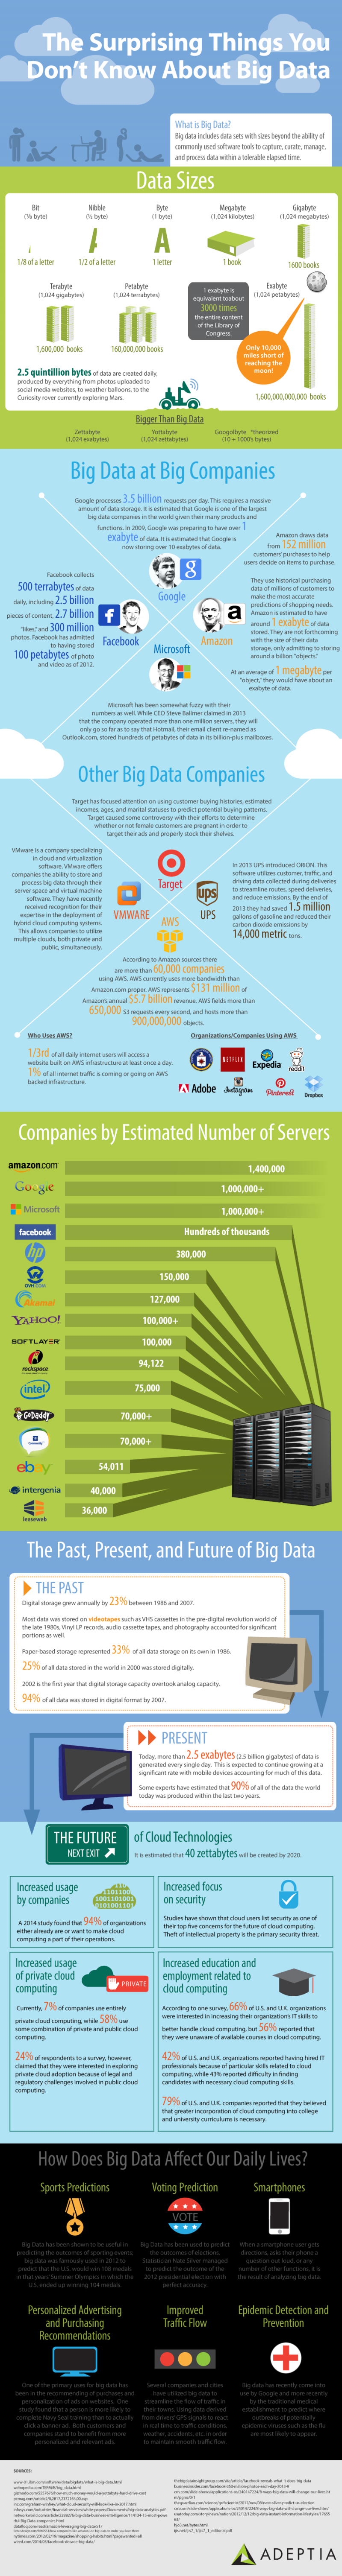 The Surprising Things You
Don't Know About Big Data
What is Big Data?
Big data includes data sets with sizes beyond the ability of
commonly used software tools to capture, curate, manage,
and process data within a tolerable elapsed time.
Data Sizes
Bit
(⅛ byte)
1/8 of a letter
Nibble
(½ byte)
1/2 of a letter
Byte
(1 byte)
A
1 letter
Megabyte
(1,024 kilobytes)
1 book
Gigabyte
(1,024 megabytes)
1600 books
Terabyte
(1,024 gigabytes)
1,600,000 books
Petabyte
(1,024 terrabytes)
160,000,000 books
1 exabyte is
equivalent toabout
3000 times
the entire content
of the Library of
Congress.
Exabyte
(1,024 petabytes)
Only 10,000
miles short of
reaching the
moon!
1,600,000,000,000 books
2.5 quintillion bytes of data are created daily,
produced by everything from photos uploaded to
social media websites, to weather balloons, to the
Curiosity rover currently exploring Mars.
Bigger Than Big Data
Zettabyte
(1,024 exabytes)
Yottabyte
(1,024 zettabytes)
Googolbyte *theorized
(10 ÷ 1000's bytes)
Big Data at Big Companies
Google processes 3.5 billion requests per day. This requires a massive
amount of data storage. It is estimated that Google is one of the largest
big data companies in the world given their many products and
functions. In 2009, Google was preparing to have over 1
exabyte of data. It is estimated that Google is
now storing over 10 exabytes of data.
Google
Amazon draws data
from 152 million
customers' purchases to help
users decide on items to purchase.
They use historical purchasing
data of millions of customers to
make the most accurate
predictions of shopping needs.
Amazon is estimated to have
around 1 exabyte of data
stored. They are not forthcoming
with the size of their data
storage, only admitting to storing
around a billion "objects."
At an average of 1 megabyte per
"object," they would have about an
exabyte of data.
Amazon
Facebook collects
500 terrabytes of data
daily, including 2.5 billion
pieces of content, 2.7 billion
"likes," and 300 million
photos. Facebook has admitted
to having stored
100 petabytes of photo
and video as of 2012.
Facebook
Microsoft
Microsoft has been somewhat fuzzy with their
numbers as well. While CEO Steve Ballmer claimed in 2013
that the company operated more than one million servers, they will
only go so far as to say that Hotmail, their email client re-named as
Outlook.com, stored hundreds of petabytes of data in its billion-plus mailboxes.
Other Big Data Companies
Target has focused attention on using customer buying histories, estimated
incomes, ages, and marital statuses to predict potential buying patterns.
Target caused some controversy with their efforts to determine
whether or not female customers are pregnant in order to
target their ads and properly stock their shelves.
Target
VMware is a company specializing
in cloud and virtualization
software. VMware offers
companies the ability to store and
process big data through their
server space and virtual machine
software. They have recently
received recognition for their
expertise in the deployment of
hybrid cloud computing systems.
This allows companies to utilize
multiple clouds, both private and
public, simultaneously.
VMWARE
UPS
In 2013 UPS introduced ORION. This
software utilizes customer, traffic, and
driving data collected during deliveries
to streamline routes, speed deliveries,
and reduce emissions. By the end of
2013 they had saved 1.5 million
gallons of gasoline and reduced their
carbon dioxide emissions by
14,000 metric tons.
AWS
According to Amazon sources there
are more than 60,000 companies
using AWS. AWS currently uses more bandwidth than
Amazon.com proper. AWS represents $131 million of
Amazon's annual $5.7 billion revenue. AWS fields more than
650,000 s3 requests every second, and hosts more than
900,000,000 objects.
Who Uses AWS?
1/3rd of all daily internet users will access a
website built on AWS infrastructure at least once a day.
1% of all internet traffic is coming or going on AWS
backed infrastructure.
Organizations/Companies Using AWS
NETFLIX
Expedia
reddit
Adobe
Instagram
Pinterest
Dropbox
Companies by Estimated Number of Servers
amazon.com
1,400,000
Google
1,000,000+
Microsoft
1,000,000+
facebook
Hundreds of thousands
hp
380,000
OVH.COM
150,000
Akamai
127,000
YAHOO!
100,000+
SOFTLAYER
100,000
rackspace
94,122
intel
75,000
GoDaddy
70,000+
70,000+
ebay
54,011
intergenia
40,000
leaseweb
36,000
The Past, Present, and Future of Big Data
THE PAST
Digital storage grew annually by 23% between 1986 and 2007.
Most data was stored on videotapes such as VHS cassettes in the pre-digital revolution world of
the late 1980s, Vinyl LP records, audio cassette tapes, and photography accounted for significant
portions as well.
Paper-based storage represented 33% of all data storage on its own in 1986.
25% of all data stored in the world in 2000 was stored digitally.
2002 is the first year that digital storage capacity overtook analog capacity.
94% of all data was stored in digital format by 2007.
PRESENT
Today, more than 2.5 exabytes (2.5 billion gigabytes) of data is
generated every single day. This is expected to continue growing at a
significant rate with mobile devices accounting for much of this data.
Some experts have estimated that 90% of all of the data the world
today was produced within the last two years.
THE FUTURE
NEXT EXIT
of Cloud Technologies
It is estimated that 40 zettabytes will be created by 2020.
Increased usage
by companies
A 2014 study found that 94% of organizations
either already are or want to make cloud
computing a part of their operations.
Increased focus
on security
Studies have shown that cloud users list security as one of
their top five concerns for the future of cloud computing.
Theft of intellectual property is the primary security threat.
Increased usage
of private cloud
computing
PRIVATE
Currently, 7% of companies use entirely
private cloud computing, while 58% use
some combination of private and public cloud
computing.
24% of respondents to a survey, however,
claimed that they were interested in exploring
private cloud adoption because of legal and
regulatory challenges involved in public cloud
computing.
Increased education and
employment related to
cloud computing
According to one survey, 66% of U.S. and U.K. organizations
were interested in increasing their organization's IT skills to
better handle cloud computing, but 56% reported that
they were unaware of available courses in cloud computing.
42% of U.S. and U.K. organizations reported having hired IT
professionals because of particular skills related to cloud
computing, while 43% reported difficulty in finding
candidates with necessary cloud computing skills.
79% of U.S. and U.K. companies reported that they believed
that greater incorporation of cloud computing into college
and university curriculums is necessary.
How Does Big Data Affect Our Daily Lives?
Sports Predictions
Big Data has been shown to be useful in
predicting the outcomes of sporting events;
big data was famously used in 2012 to
predict that the U.S. would win 108 medals
in that years' Summer Olympics in which the
U.S. ended up winning 104 medals.
Voting Prediction
VOTE
Big Data has been used to predict
the outcomes of elections.
Statistician Nate Silver managed
to predict the outcome of the
2012 presidential election with
perfect accuracy.
Smartphones
When a smartphone user gets
directions, asks their phone a
question out loud, or any
number of other functions, it is
the result of analyzing big data.
Personalized Advertising
and Purchasing
Recommendations
One of the primary uses for big data has
been in the recommending of purchases and
personalization of ads on websites. One
study found that a person is more likely to
complete Navy Seal training than to actually
click a banner ad. Both customers and
companies stand to benefit from more
personalized and relevant ads.
Improved
Traffic Flow
Several companies and cities
have utilized big data to
streamline the flow of traffic in
their towns. Using data derived
from drivers' GPS signals to react
in real time to traffic conditions,
weather, accidents, etc. in order
to maintain smooth traffic flow.
Epidemic Detection and
Prevention
Big data has recently come into
use by Google and more recently
by the traditional medical
establishment to predict where
outbreaks of potentially
epidemic viruses such as the flu
are most likely to appear.
SOURCES:
ADEPTIA